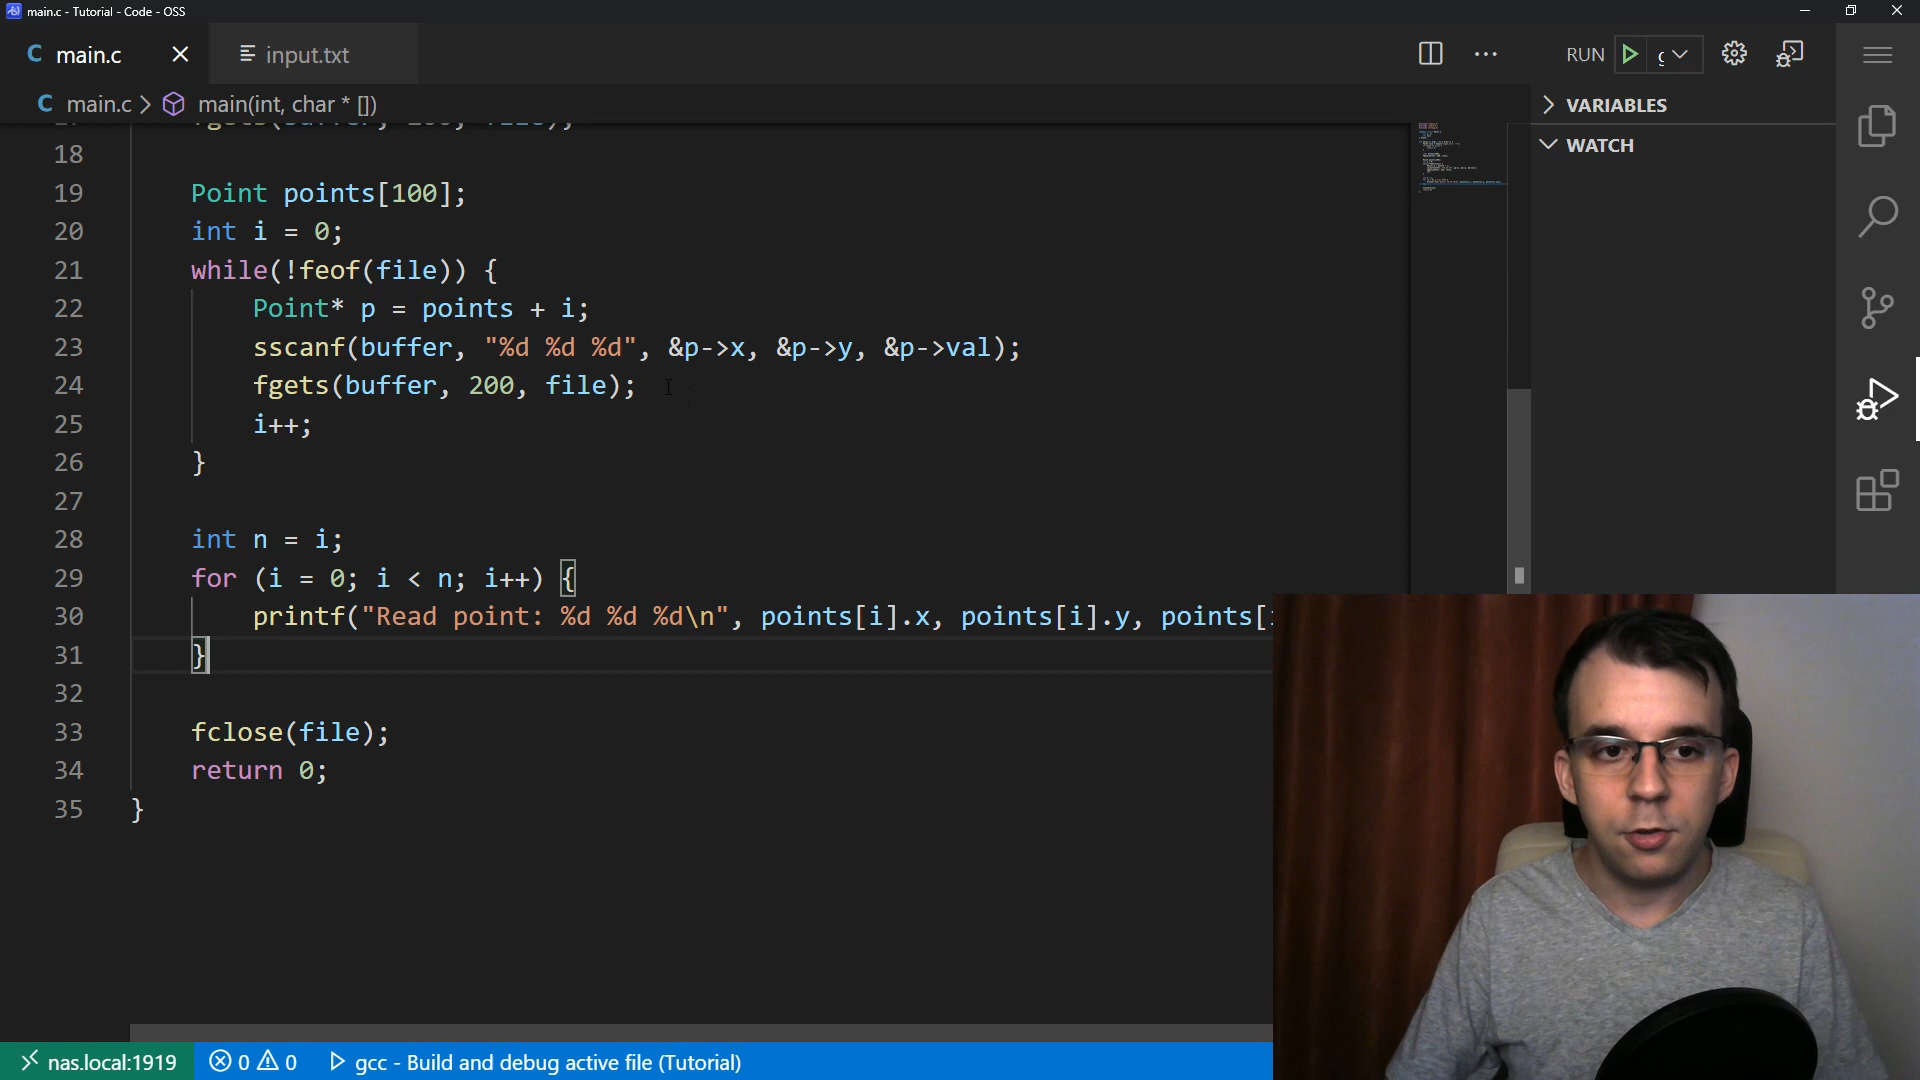 main.c - Tutorial - Code - OSS
main.c
input.txt
RUN
main.c
main(int, char * [])
VARIABLES
WATCH
18
19 Point points[100];
20 int i = 0;
21 while(!feof(file)) {
22 Point* p = points + i;
23 sscanf(buffer, "%d %d %d", &p->x, &p->y, &p->val);
24 fgets(buffer, 200, file);
25 i++;
26 }
27
28 int n = i;
29 for (i = 0; i < n; i++) {
30 printf("Read point: %d %d %d\n", points[i].x, points[i].y, points[
31 }
32
33 fclose(file);
34 return 0;
35 }
nas.local:1919
0
0
gcc - Build and debug active file (Tutorial)